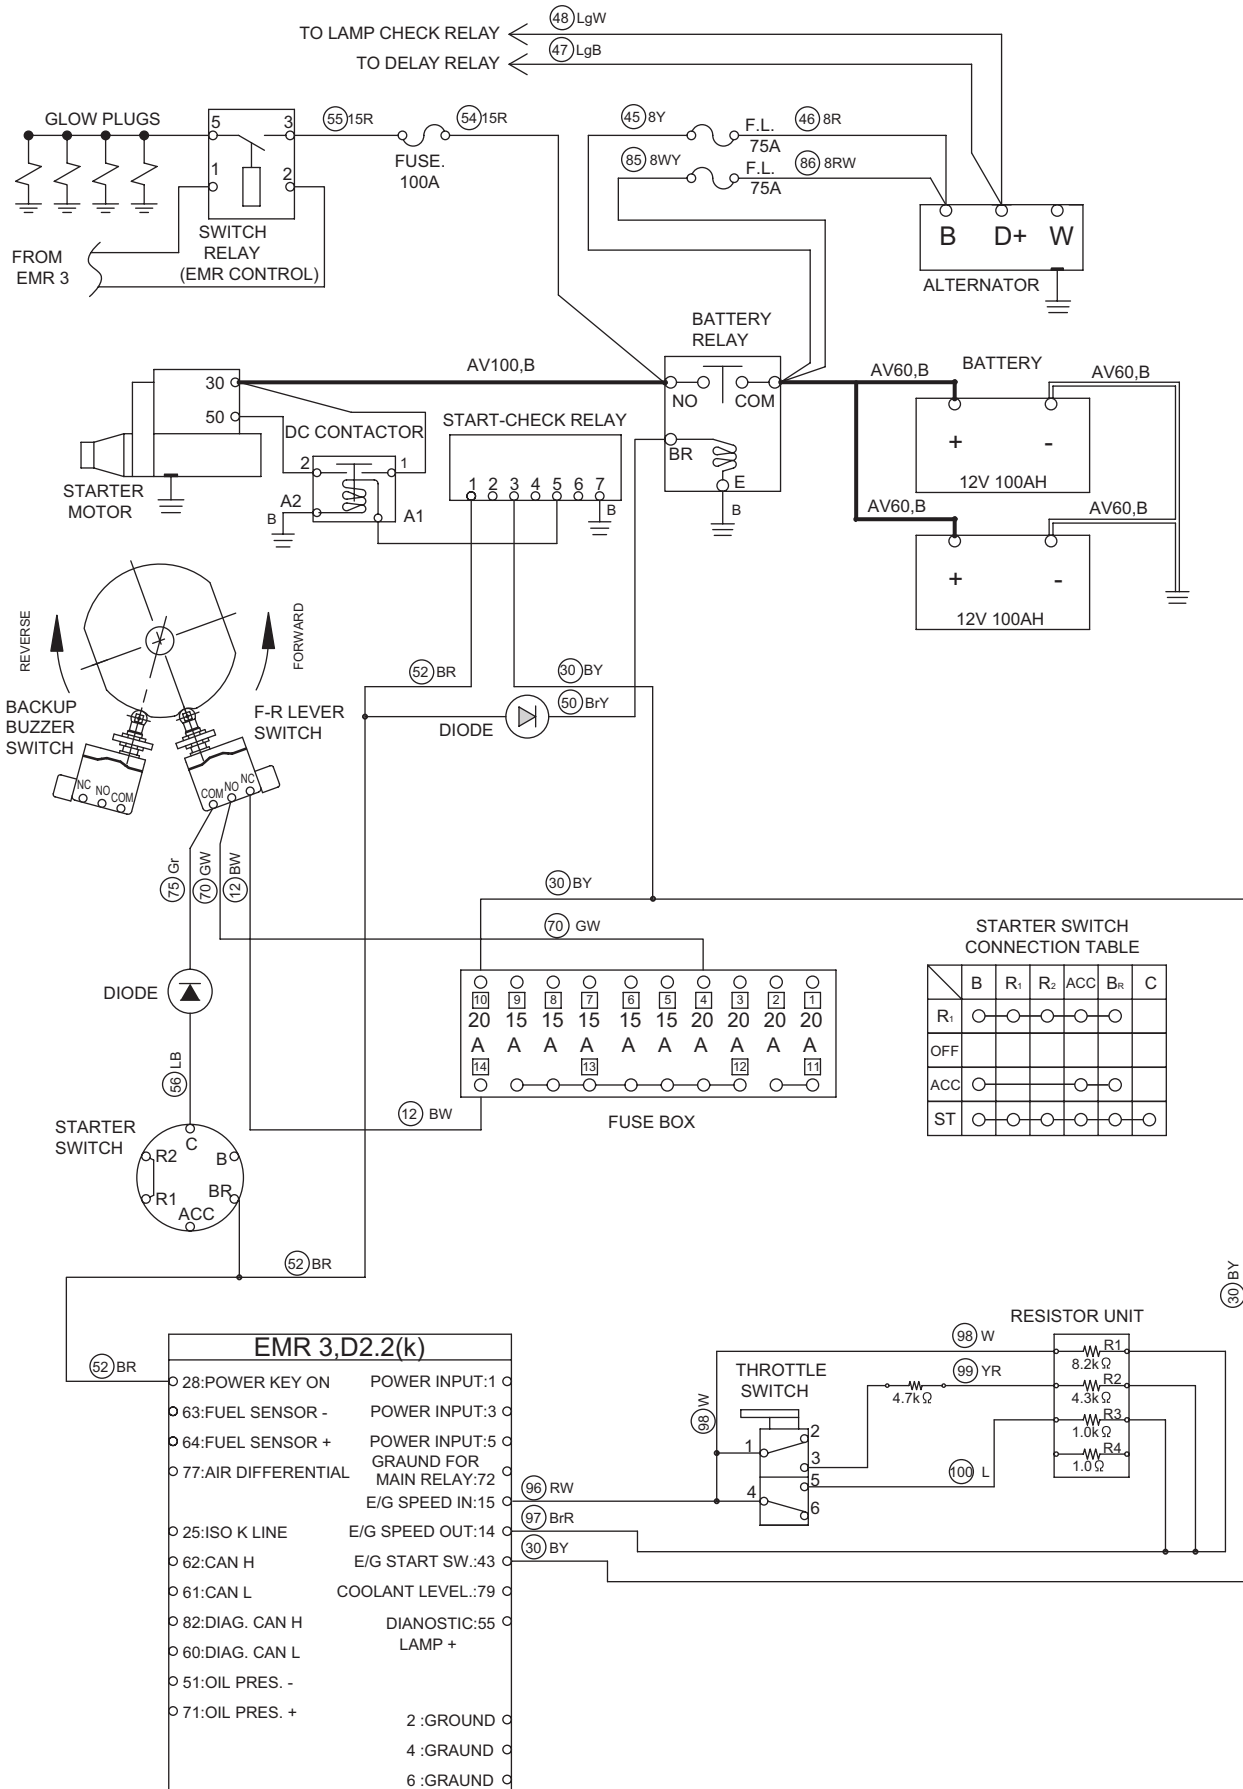 TO LAMP CHECK RELAY
48 LgW
TO DELAY RELAY
47 LgB
GLOW PLUGS
5
3
1
2
55 15R
54 15R
FUSE.
100A
SWITCH
RELAY
(EMR CONTROL)
FROM
EMR 3
45 8Y
F.L.
75A
46 8R
85 8WY
F.L.
75A
86 8RW
B
D+
W
ALTERNATOR
BATTERY
RELAY
NO
COM
BR
E
B
AV100,B
AV60,B
BATTERY
AV60,B
+
-
12V 100AH
AV60,B
AV60,B
+
-
12V 100AH
30
50
STARTER
MOTOR
DC CONTACTOR
2
1
A2
A1
B
START-CHECK RELAY
1
2
3
4
5
6
7
B
REVERSE
FORWARD
BACKUP
BUZZER
SWITCH
F-R LEVER
SWITCH
NC
NO
COM
COM
NO
NC
52 BR
30 BY
50 BrY
DIODE
75 Gr
70 GW
12 BW
DIODE
56 LB
STARTER
SWITCH
C
R2
B
R1
BR
ACC
30 BY
70 GW
10
9
8
7
6
5
4
3
2
1
20
15
15
15
15
15
20
20
20
20
A
A
A
A
A
A
A
A
A
A
14
13
12
11
12 BW
FUSE BOX
STARTER SWITCH
CONNECTION TABLE
B
R1
R2
ACC
BR
C
R1
OFF
ACC
ST
52 BR
52 BR
30 BY
EMR 3,D2.2(k)
28:POWER KEY ON
63:FUEL SENSOR -
64:FUEL SENSOR +
77:AIR DIFFERENTIAL
25:ISO K LINE
62:CAN H
61:CAN L
82:DIAG. CAN H
60:DIAG. CAN L
51:OIL PRES. -
71:OIL PRES. +
POWER INPUT:1
POWER INPUT:3
POWER INPUT:5
GROUND FOR
MAIN RELAY:72
E/G SPEED IN:15
E/G SPEED OUT:14
E/G START SW.:43
COOLANT LEVEL.:79
DIANOSTIC:55
LAMP +
2 :GROUND
4 :GRAUND
6 :GRAUND
96 RW
97 BrR
30 BY
THROTTLE
SWITCH
1
2
3
4
5
6
98 W
98 W
99 YR
4.7kΩ
100 L
RESISTOR UNIT
R1
8.2kΩ
R2
4.3kΩ
R3
1.0kΩ
R4
1.0Ω